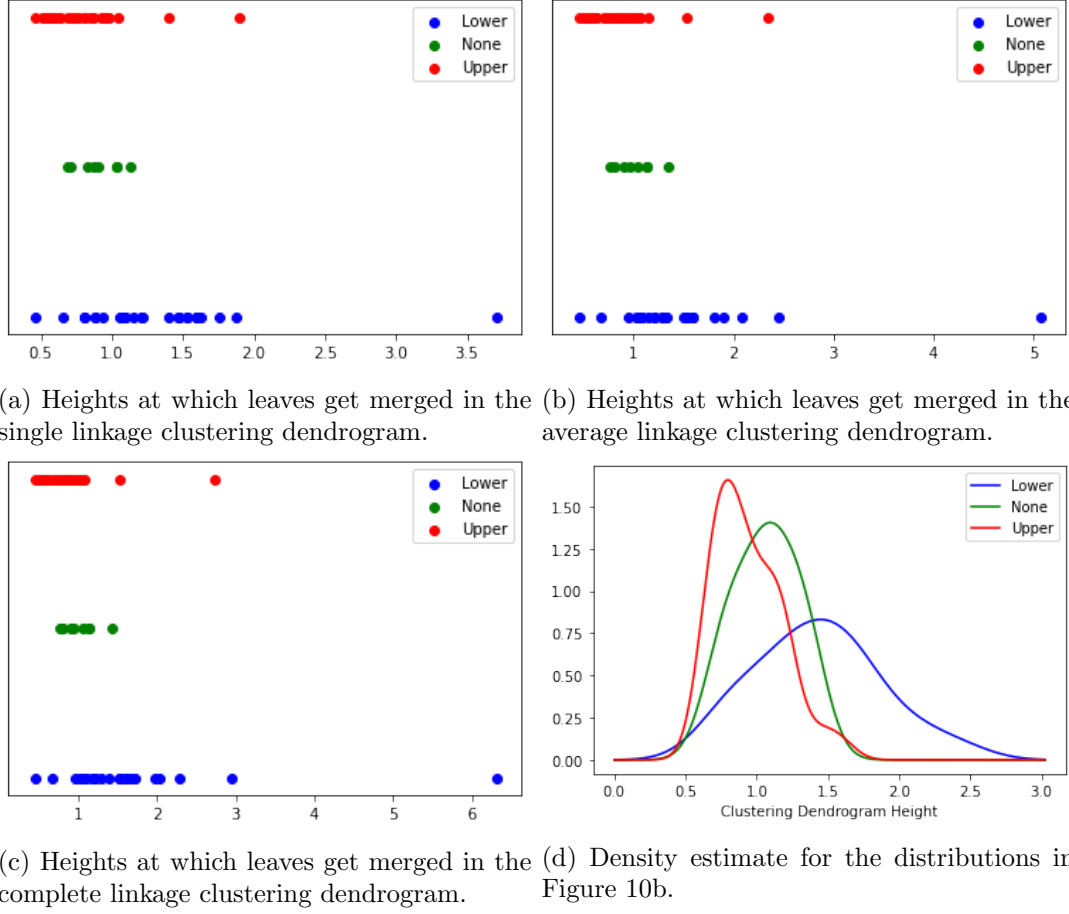 Lower
None
Upper
0.5 1.0 1.5 2.0 2.5 3.0 3.5
Lower
None
Upper
1 2 3 4 5
(a) Heights at which leaves get merged in the
single linkage clustering dendrogram.
(b) Heights at which leaves get merged in the
average linkage clustering dendrogram.
Lower
None
Upper
1 2 3 4 5 6
Lower
None
Upper
1.50
1.25
1.00
0.75
0.50
0.25
0.00
0.0 0.5 1.0 1.5 2.0 2.5 3.0
Clustering Dendrogram Height
(c) Heights at which leaves get merged in the
complete linkage clustering dendrogram.
(d) Density estimate for the distributions in
Figure 10b.